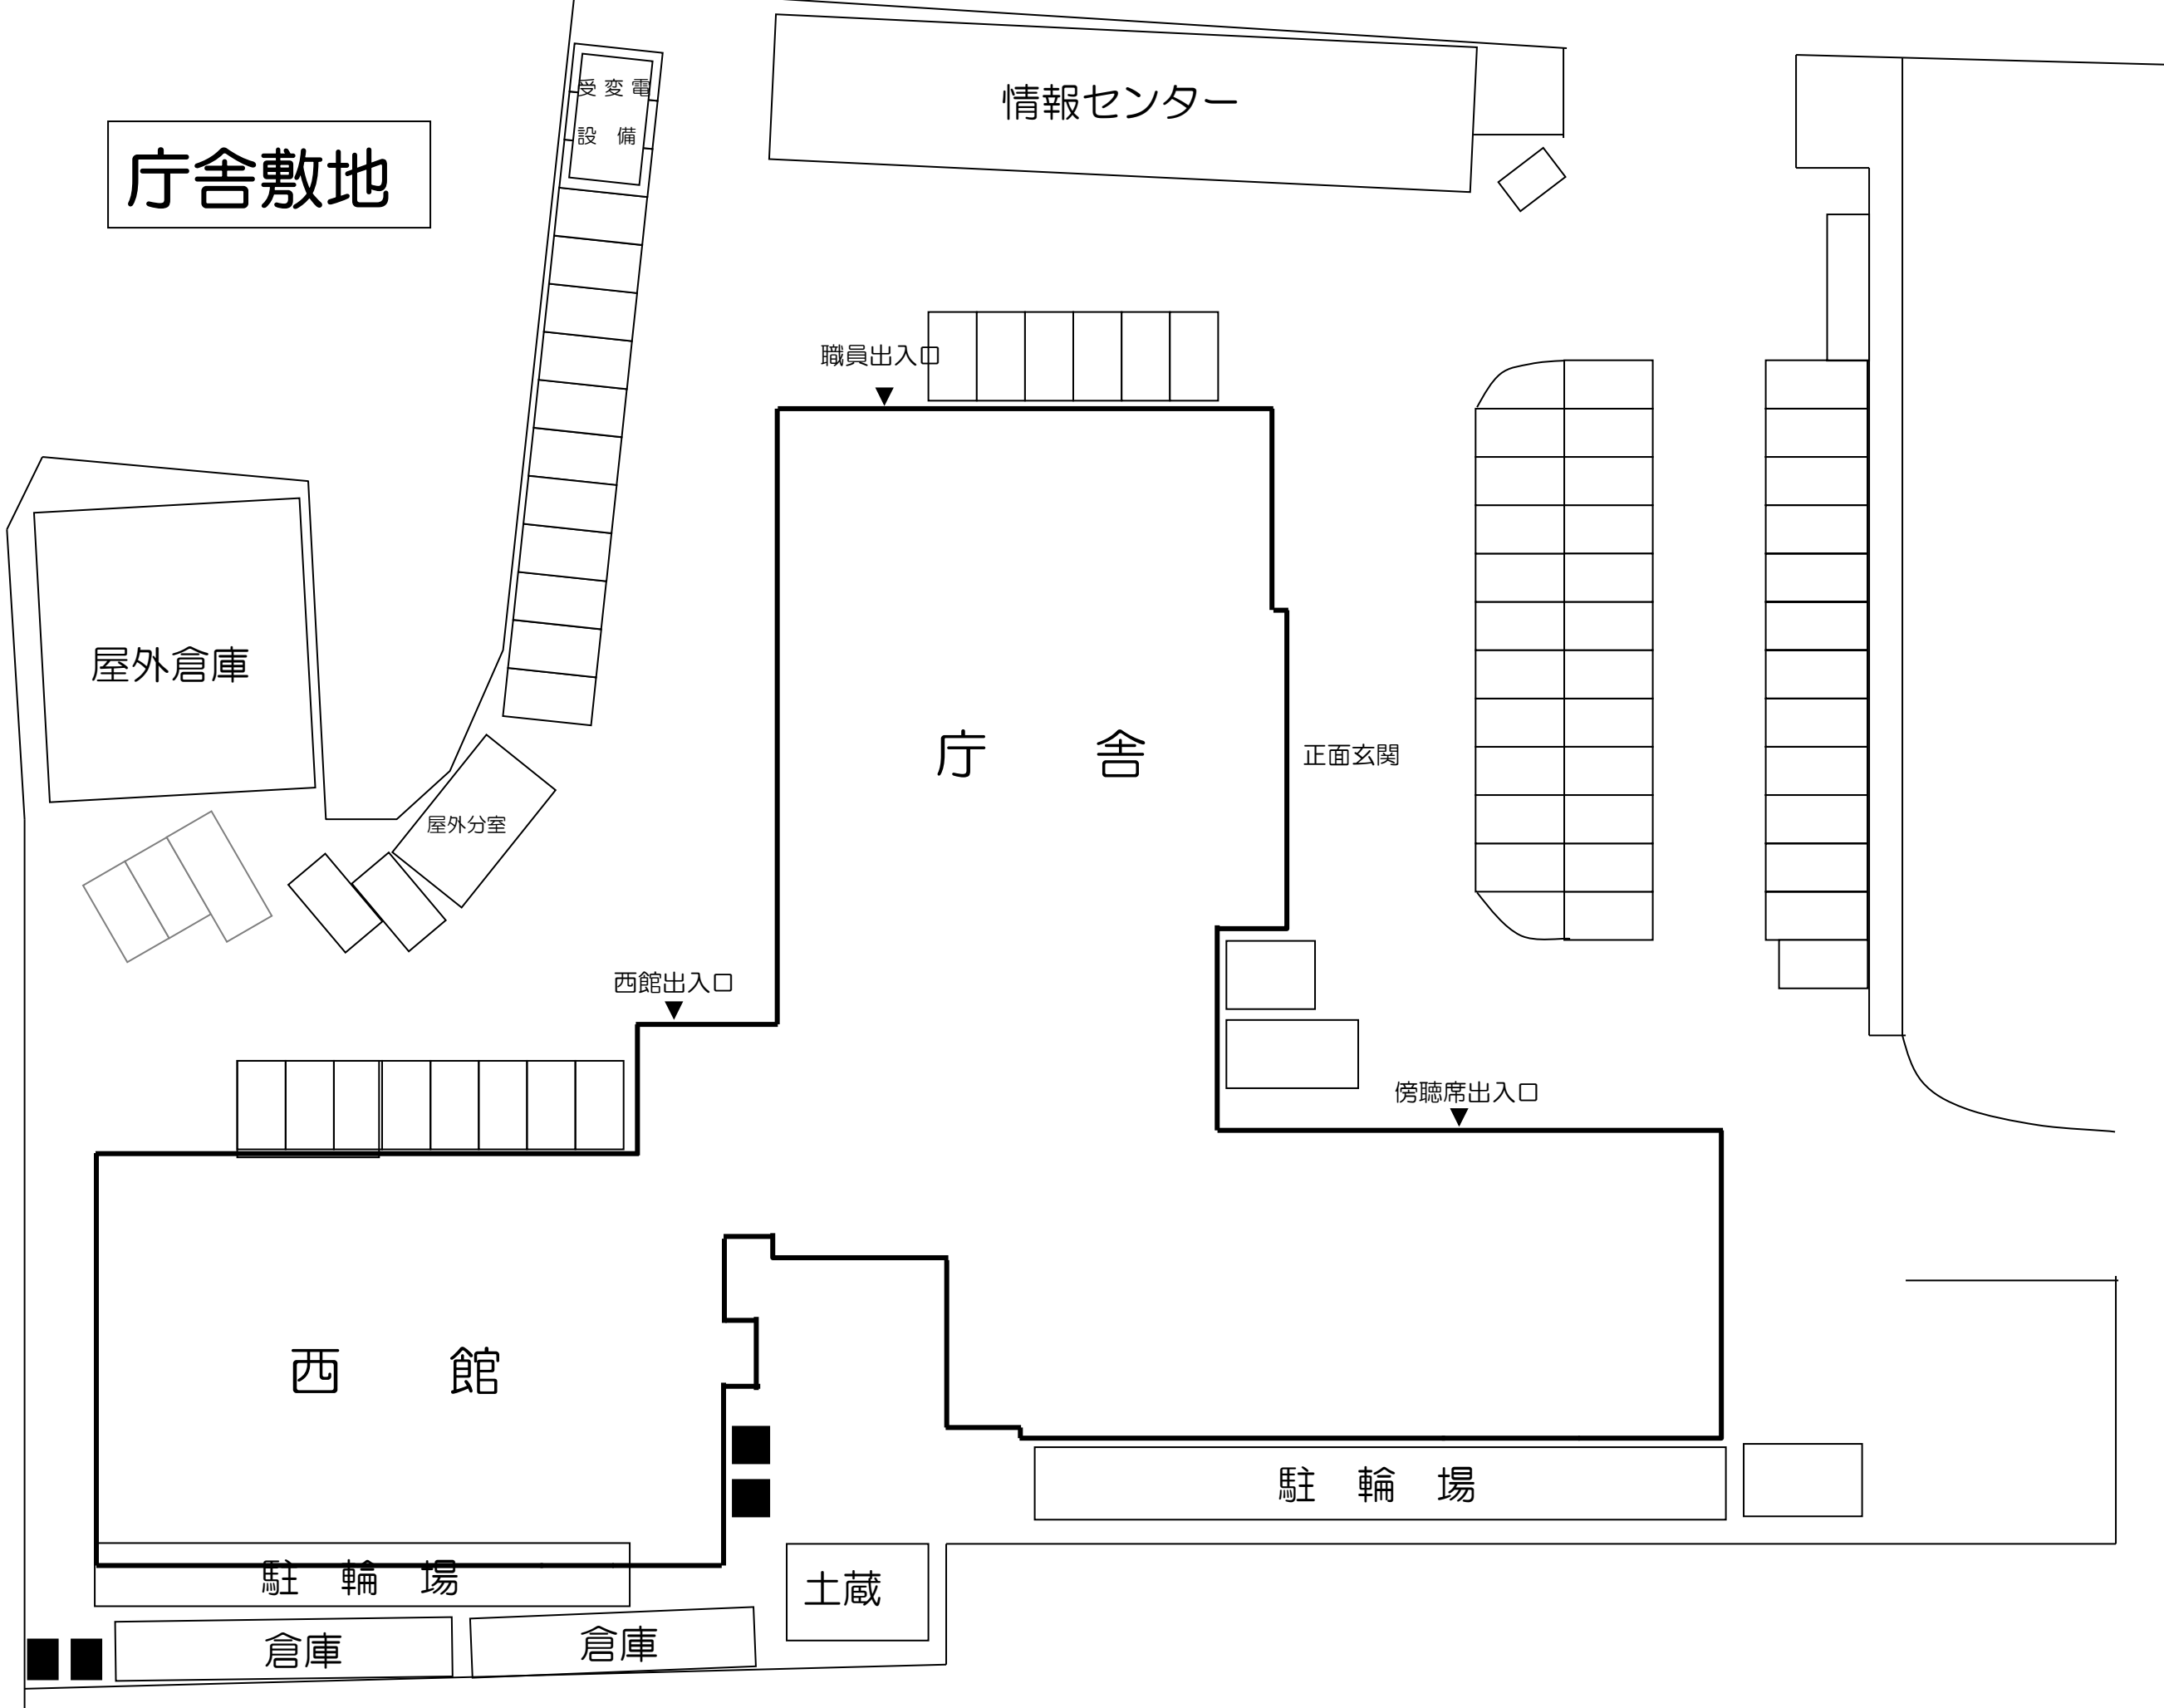 受変電
設　備
情報センター
庁舎敷地
職員出入口
屋外倉庫
庁　　舎
正面玄関
屋外分室
西館出入口
傍聴席出入口
西　　館
駐　輪　場
駐　輪　場
土蔵
倉庫
倉庫